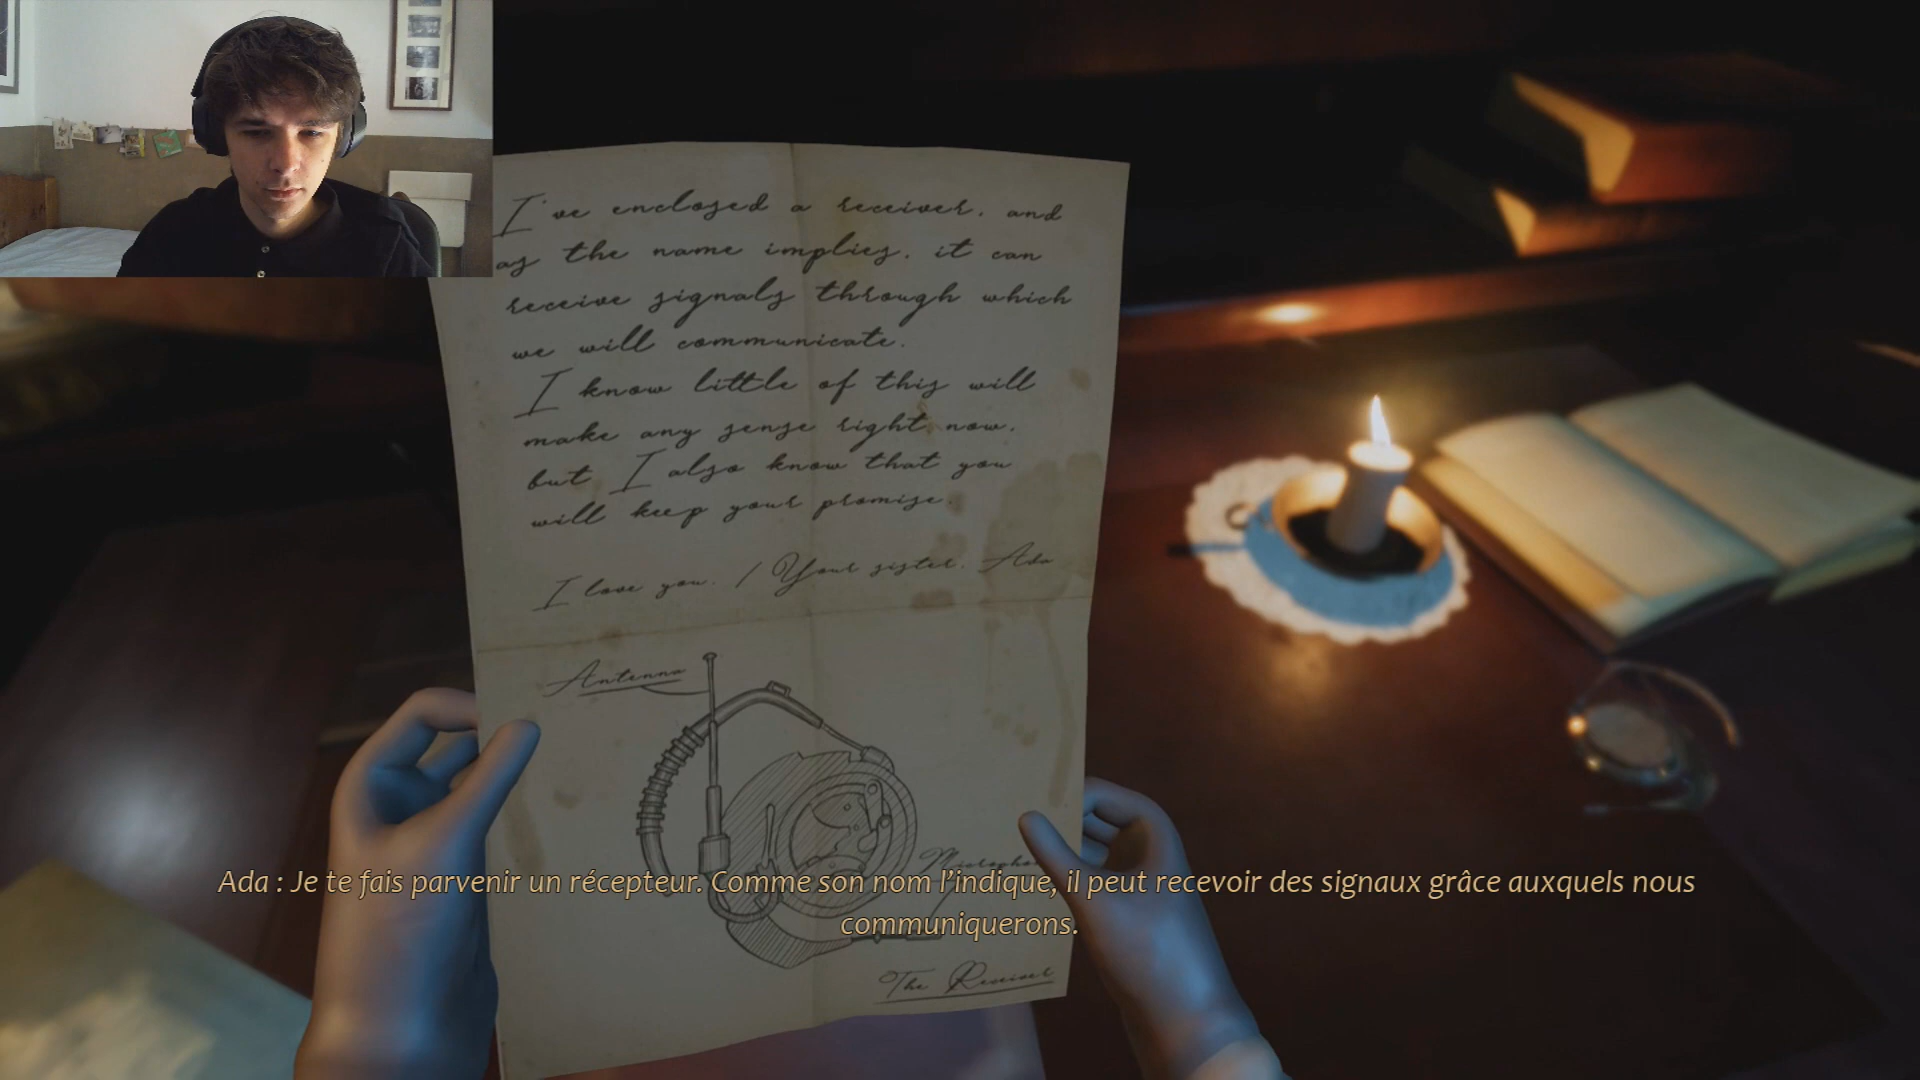 I've enclosed a receiver, and
as the name implies, it can
receive signals through which
we will communicate.
I know little of this will
make any sense right now,
but I also know that you
will keep your promise.
I love you. / Your sister, Ada
Antenna
Ada : Je te fais parvenir un récepteur. Comme son nom l'indique, il peut recevoir des signaux grâce auxquels nous
communiquerons.
The Receiver